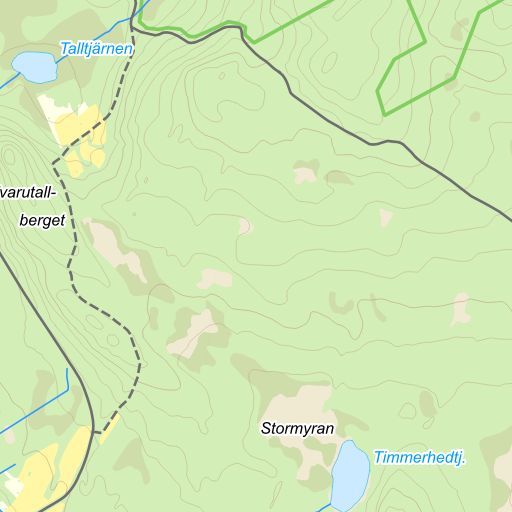 Talltjärnen
varutall-
berget
Stormyran
Timmerhedtj.